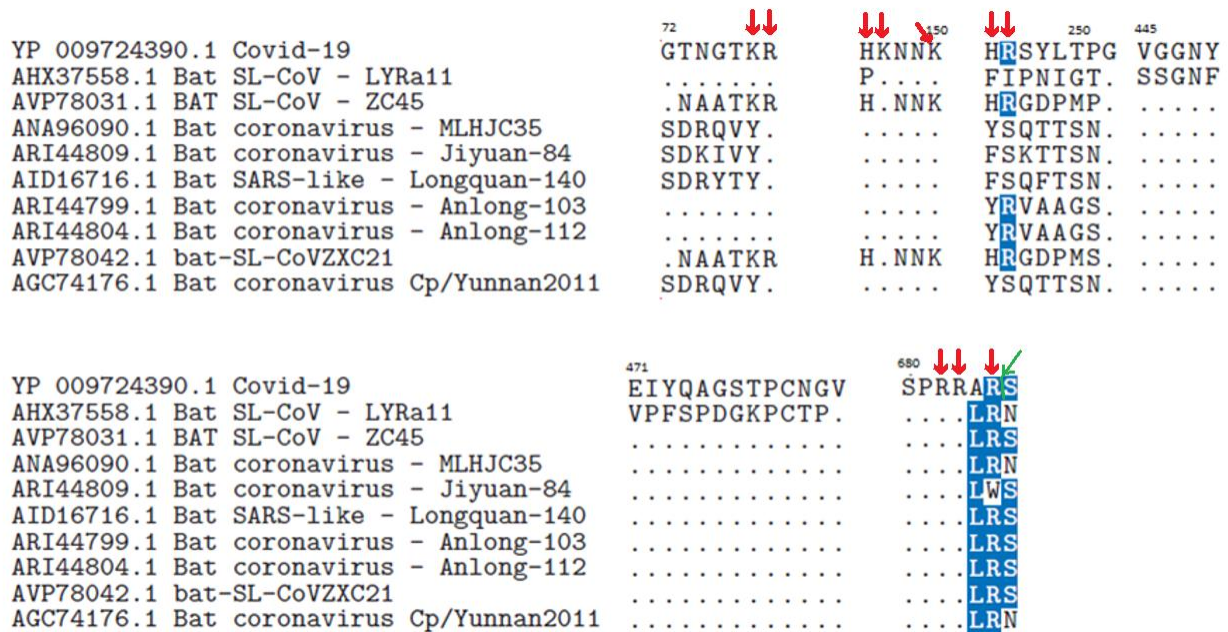 72 150 250 445
YP 009724390.1 Covid-19 GTNGTKR HKNNK HRSYLTPG VGGNY
AHX37558.1 Bat SL-CoV - LYRa11 ....... P.... FIPNIGT. SSGNF
AVP78031.1 BAT SL-CoV - ZC45 .NAATKR H.NNK HRGDPMP. .....
ANA96090.1 Bat coronavirus - MLHJC35 SDRQVY. ..... YSQTTSN. .....
ARI44809.1 Bat coronavirus - Jiyuan-84 SDKIVY. ..... FSKTTSN. .....
AID16716.1 Bat SARS-like - Longquan-140 SDRYTY. ..... FSQFTSN. .....
ARI44799.1 Bat coronavirus - Anlong-103 ....... ..... YRVAAGS. .....
ARI44804.1 Bat coronavirus - Anlong-112 ....... ..... YRVAAGS. .....
AVP78042.1 bat-SL-CoVZXC21 .NAATKR H.NNK HRGDPMS. .....
AGC74176.1 Bat coronavirus Cp/Yunnan2011 SDRQVY. ..... YSQTTSN. .....
471 680
YP 009724390.1 Covid-19 EIYQAGSTPCNGV SPRRARS
AHX37558.1 Bat SL-CoV - LYRa11 VPFSPDGKPCTP. ....LRN
AVP78031.1 BAT SL-CoV - ZC45 ............. ....LRS
ANA96090.1 Bat coronavirus - MLHJC35 ............. ....LRN
ARI44809.1 Bat coronavirus - Jiyuan-84 ............. ....LWS
AID16716.1 Bat SARS-like - Longquan-140 ............. ....LRS
ARI44799.1 Bat coronavirus - Anlong-103 ............. ....LRS
ARI44804.1 Bat coronavirus - Anlong-112 ............. ....LRS
AVP78042.1 bat-SL-CoVZXC21 ............. ....LRS
AGC74176.1 Bat coronavirus Cp/Yunnan2011 ............. ....LRN